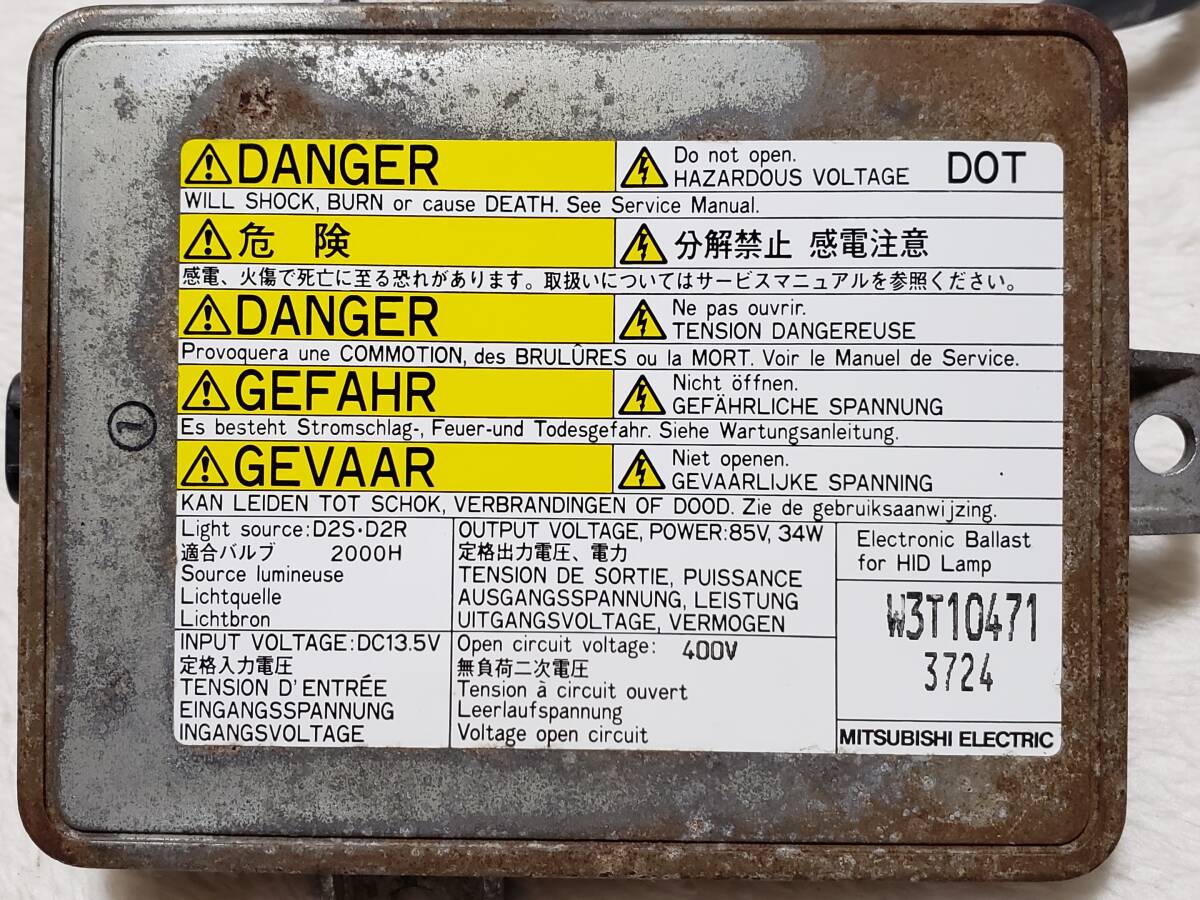 DANGER
Do not open.
HAZARDOUS VOLTAGE
DOT
WILL SHOCK, BURN or cause DEATH. See Service Manual.
危 険
分解禁止 感電注意
感電、火傷で死亡に至る恐れがあります。取扱いについてはサービスマニュアルを参照ください。
DANGER
Ne pas ouvrir.
TENSION DANGEREUSE
Provoquera une COMMOTION, des BRULÛRES ou la MORT. Voir le Manuel de Service.
GEFAHR
Nicht öffnen.
GEFÄHRLICHE SPANNUNG
Es besteht Stromschlag-, Feuer-und Todesgefahr. Siehe Wartungsanleitung.
GEVAAR
Niet openen.
GEVAARLIJKE SPANNING
KAN LEIDEN TOT SCHOK, VERBRANDINGEN OF DOOD. Zie de gebruiksaanwijzing.
Light source:D2S・D2R
適合バルブ 2000H
Source lumineuse
Lichtquelle
Lichtbron
OUTPUT VOLTAGE, POWER:85V, 34W
定格出力電圧、電力
TENSION DE SORTIE, PUISSANCE
AUSGANGSSPANNUNG, LEISTUNG
UITGANGSVOLTAGE, VERMOGEN
INPUT VOLTAGE:DC13.5V
定格入力電圧
TENSION D'ENTRÉE
EINGANGSSPANNUNG
INGANGSVOLTAGE
Open circuit voltage: 400V
無負荷二次電圧
Tension à circuit ouvert
Leerlaufspannung
Voltage open circuit
Electronic Ballast
for HID Lamp
W3T10471
3724
MITSUBISHI ELECTRIC
①